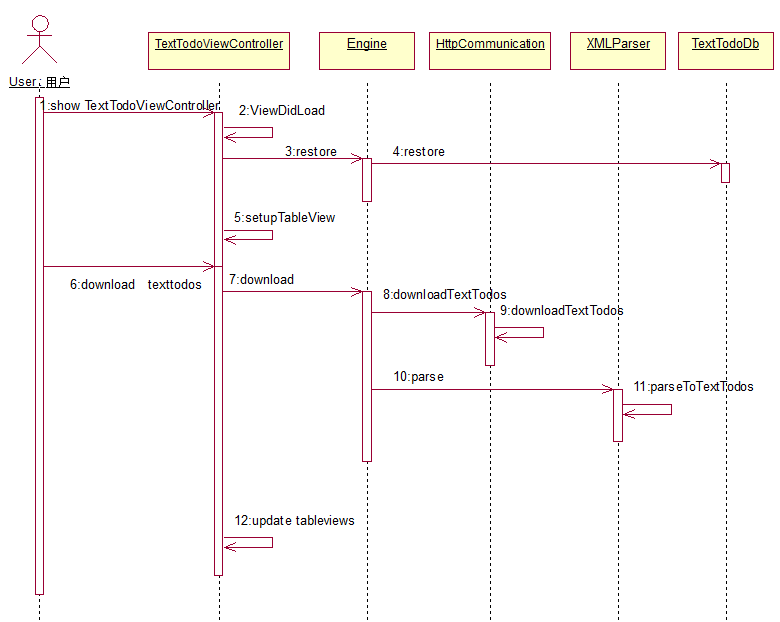 TextTodoViewController
Engine
HttpCommunication
XMLParser
TextTodoDb
User : 用户
1:show TextTodoViewController
2:ViewDidLoad
3:restore
4:restore
5:setupTableView
6:download texttodos
7:download
8:downloadTextTodos
9:downloadTextTodos
10:parse
11:parseToTextTodos
12:update tableviews